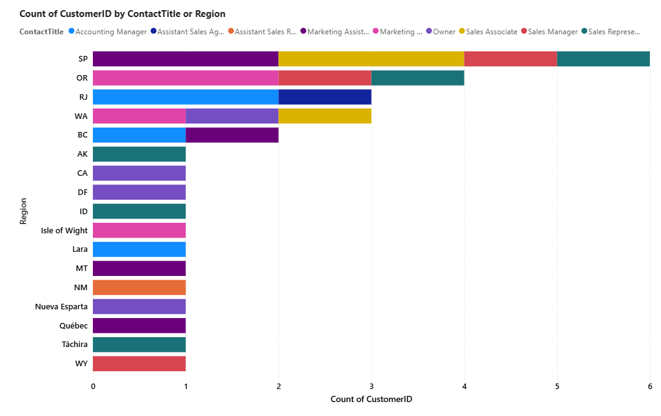 Count of CustomerID by ContactTitle or Region
ContactTitle Accounting Manager Assistant Sales Ag... Assistant Sales R... Marketing Assist... Marketing ... Owner Sales Associate Sales Manager Sales Represe...
SP
OR
RJ
WA
BC
AK
CA
DF
ID
Isle of Wight
Lara
MT
NM
Nueva Esparta
Québec
Táchira
WY
Region
0 1 2 3 4 5 6
Count of CustomerID